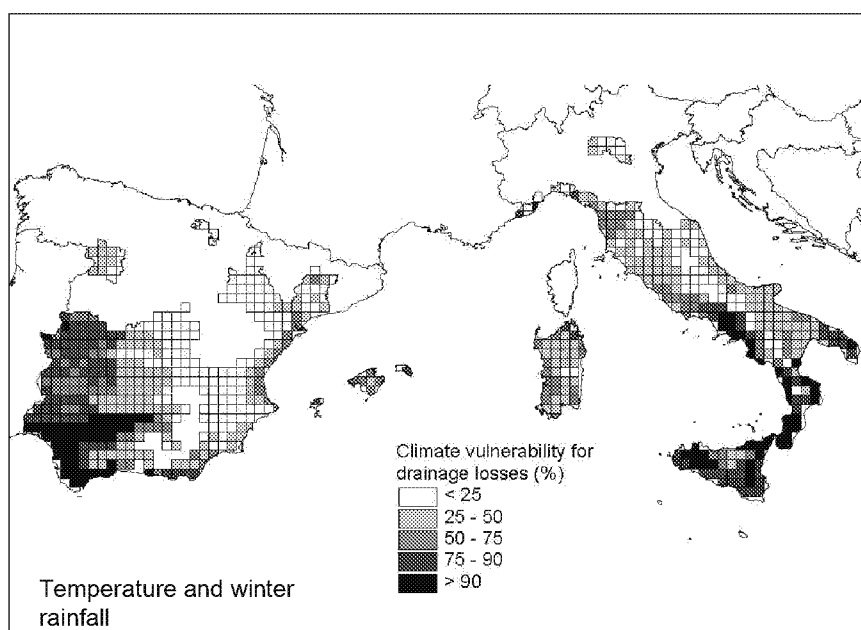 Climate vulnerability for
drainage losses (%)
< 25
25 - 50
50 - 75
75 - 90
> 90
Temperature and winter
rainfall